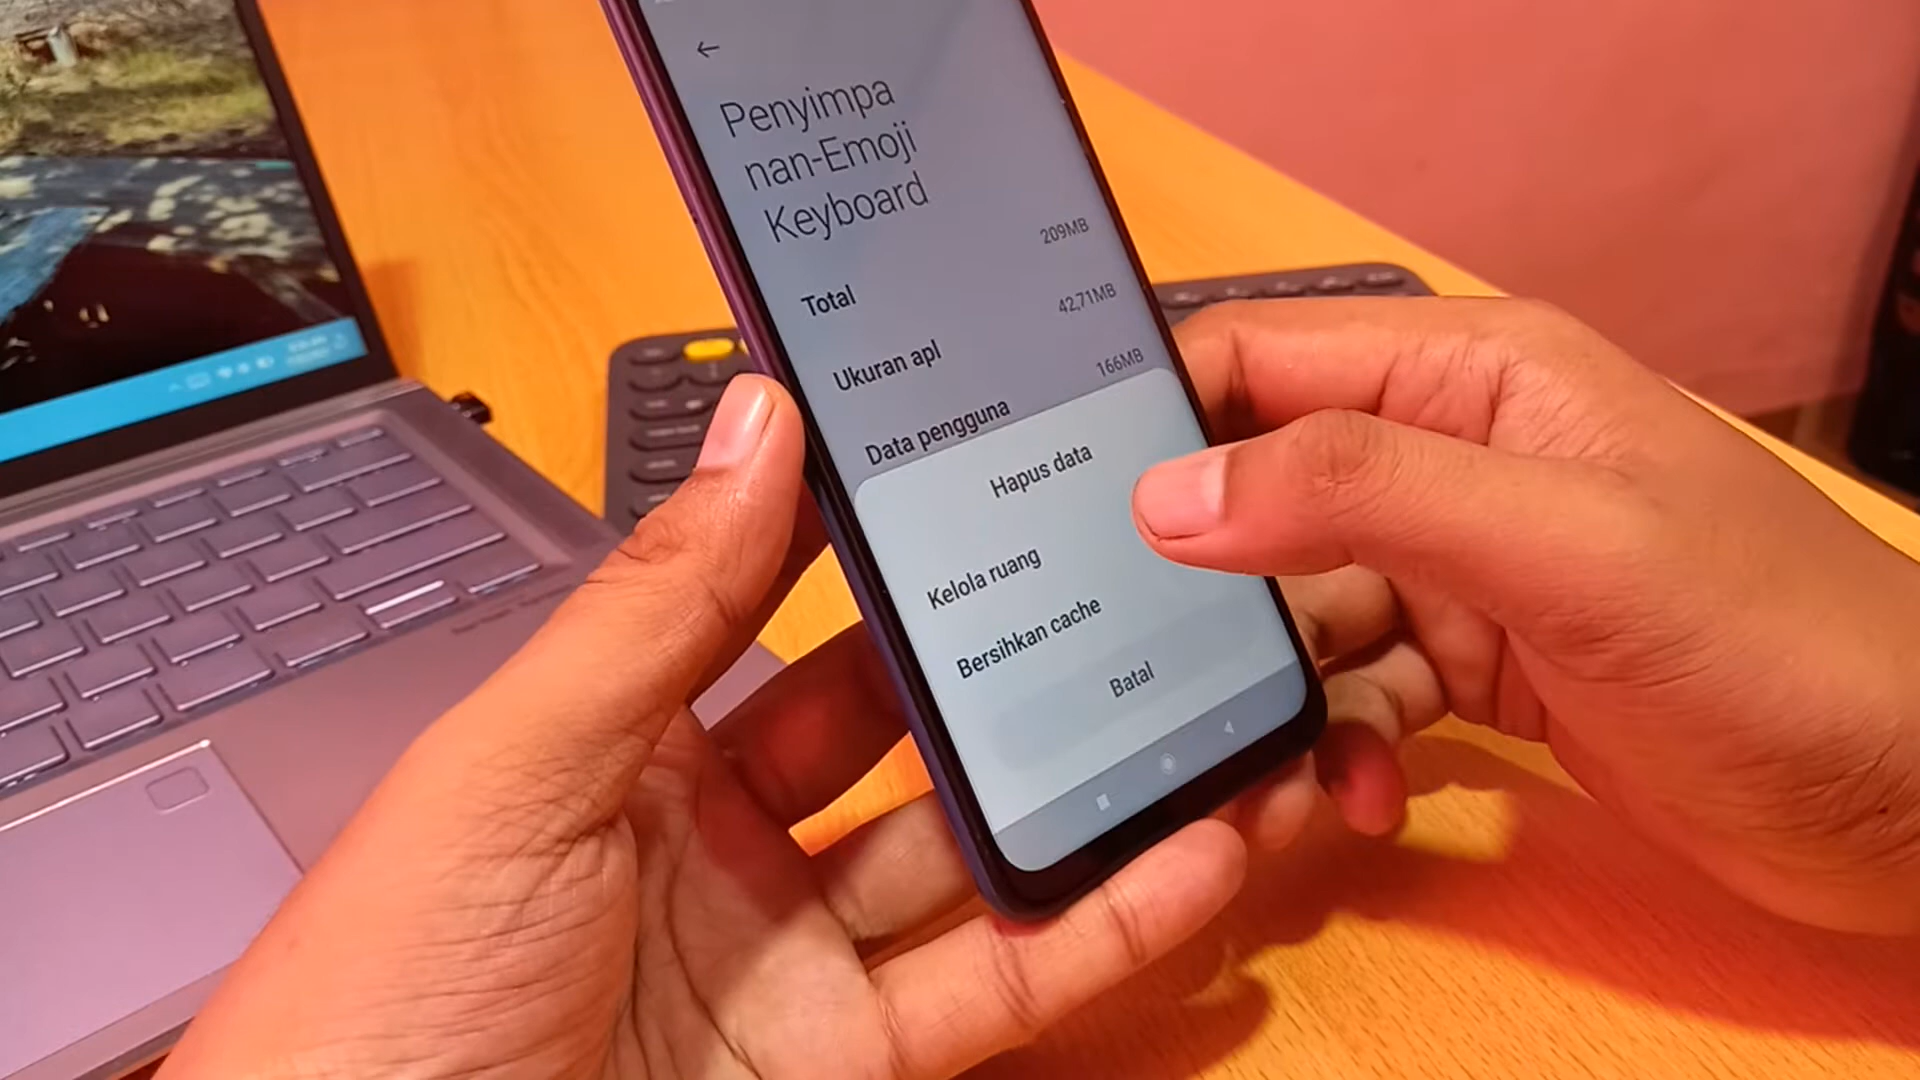 Penyimpa
nan-Emoji
Keyboard
Total 209MB
Ukuran apl 42,71MB
Data pengguna 166MB
Hapus data
Kelola ruang
Bersihkan cache
Batal